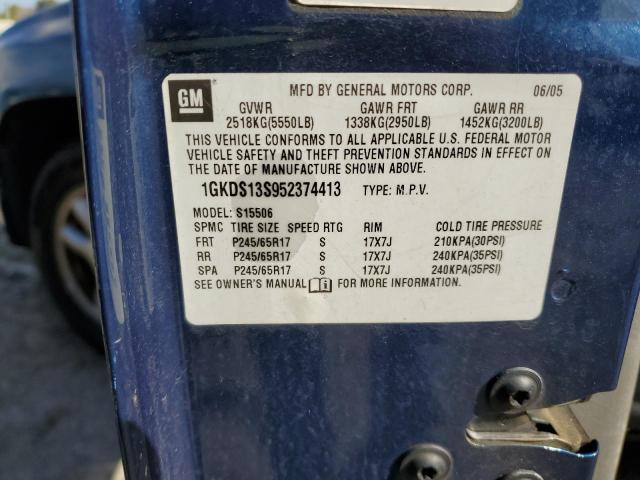 GM
MFD BY GENERAL MOTORS CORP. 06/05
GVWR GAWR FRT GAWR RR
2518KG(5550LB) 1338KG(2950LB) 1452KG(3200LB)
THIS VEHICLE CONFORMS TO ALL APPLICABLE U.S. FEDERAL MOTOR
VEHICLE SAFETY AND THEFT PREVENTION STANDARDS IN EFFECT ON
THE DATE OF MANUFACTURE SHOWN ABOVE.
1GKDS13S952374413 TYPE: M.P.V.
MODEL: S15506
SPMC TIRE SIZE SPEED RTG RIM COLD TIRE PRESSURE
FRT P245/65R17 S 17X7J 210KPA(30PSI)
RR P245/65R17 S 17X7J 240KPA(35PSI)
SPA P245/65R17 S 17X7J 240KPA(35PSI)
SEE OWNER'S MANUAL FOR MORE INFORMATION.